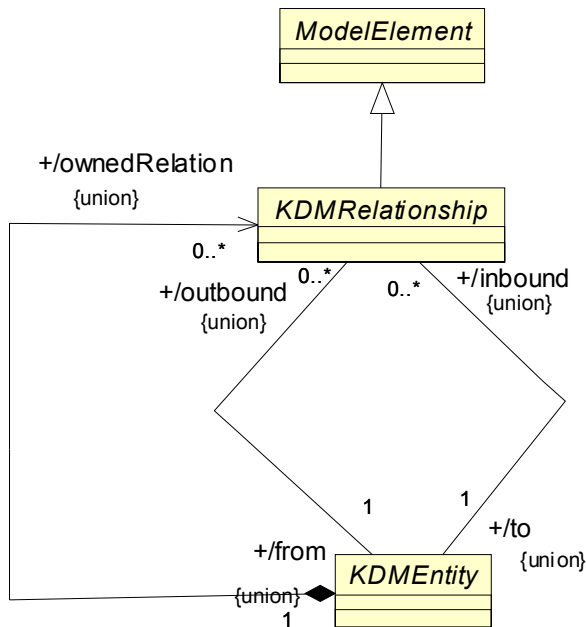 ModelElement
+/ownedRelation
{union}
KDMRelationship
0..*
0..*
0..*
+/outbound
{union}
+/inbound
{union}
1
1
+/from
+/to
{union}
KDMEntity
{union}
1